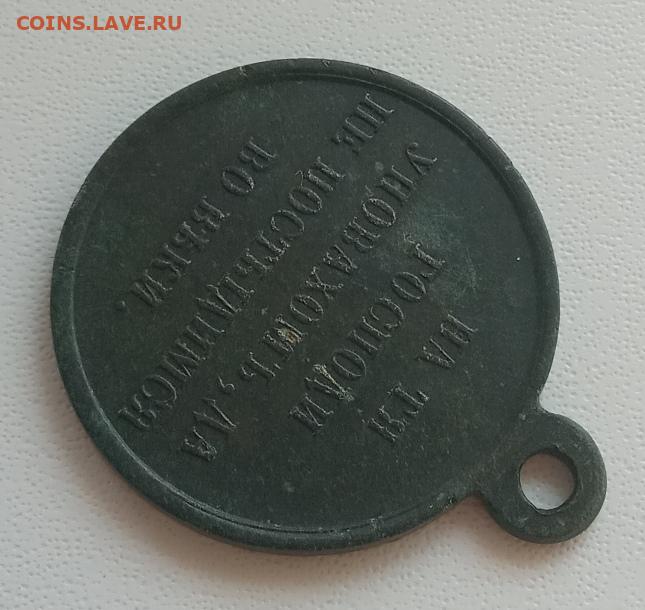 COINS.LAVE.RU
НА ТЯ
ГОСПОДИ
УПОВАХОМЪ, ДА
НЕ ПОСТЫДИМСЯ
ВО ВѢКИ.